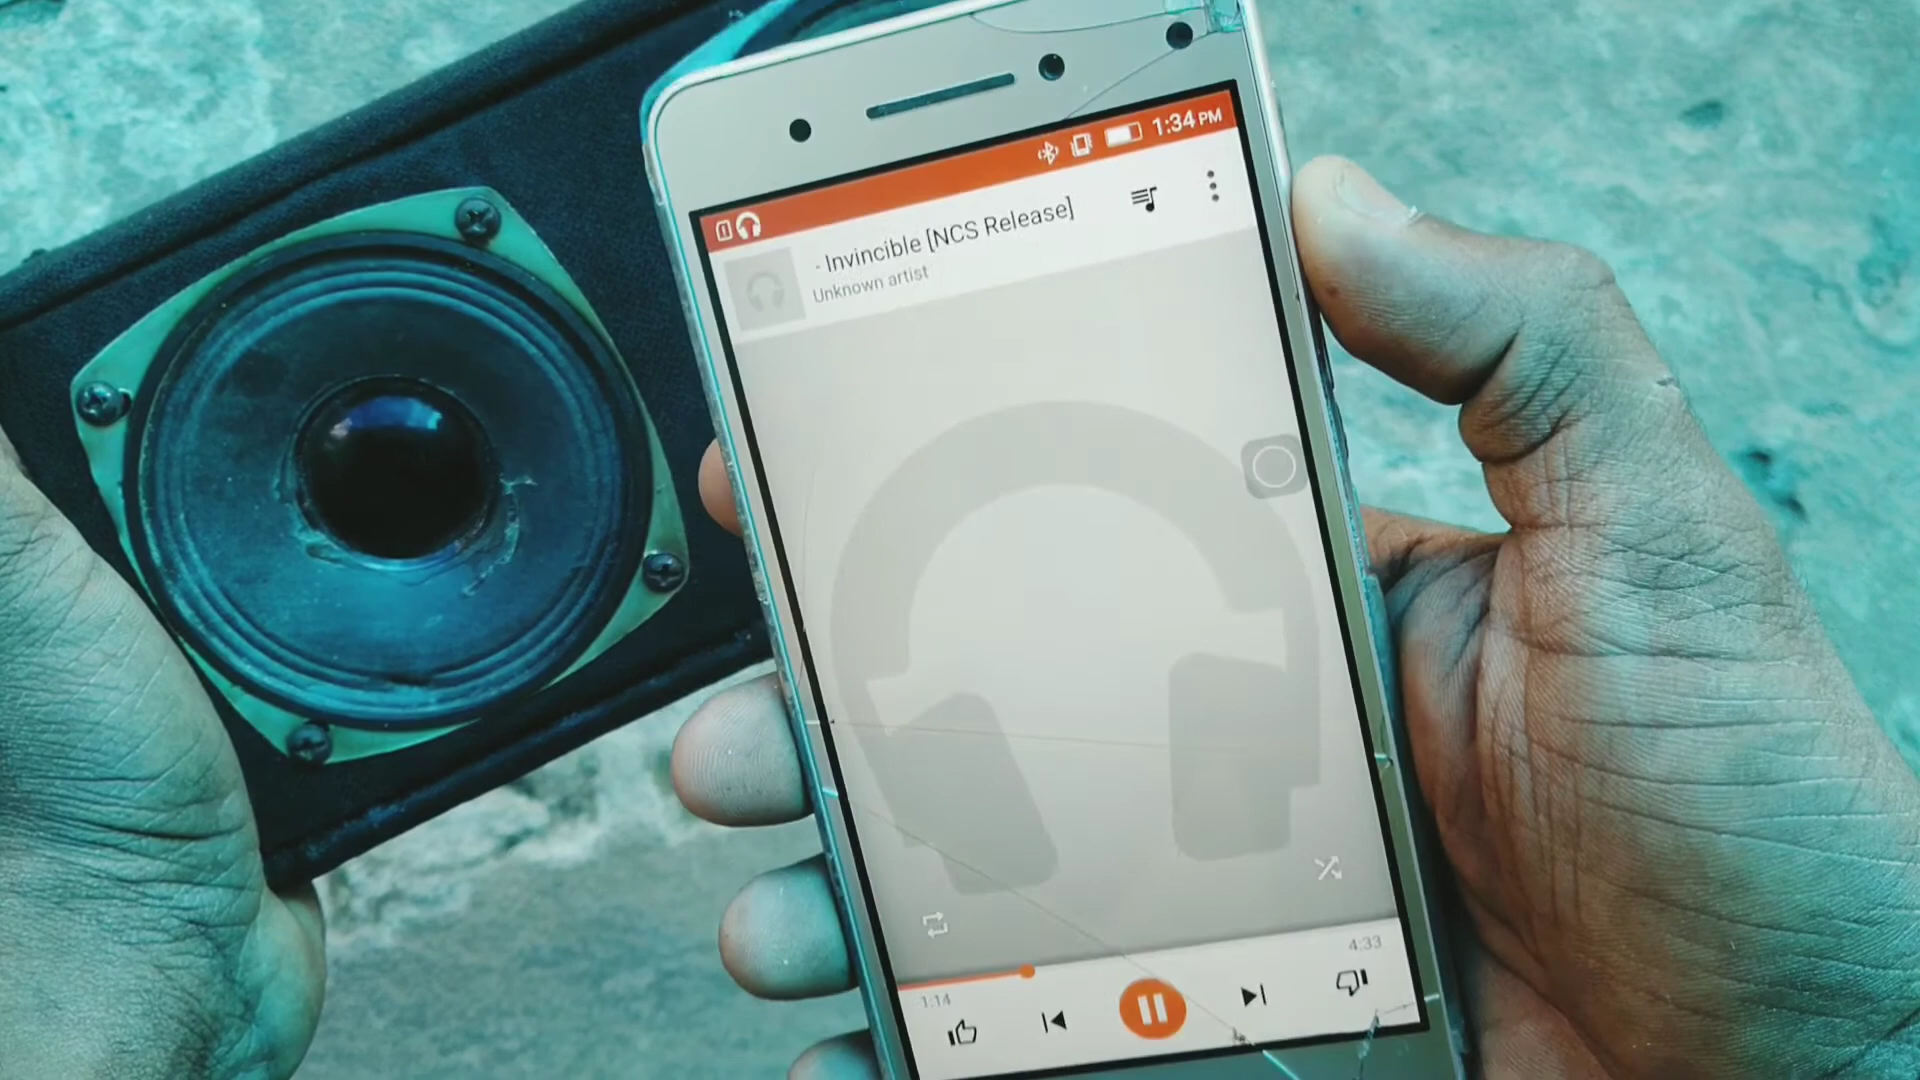 1:34 PM
- Invincible [NCS Release]
Unknown artist
4:33
1:14